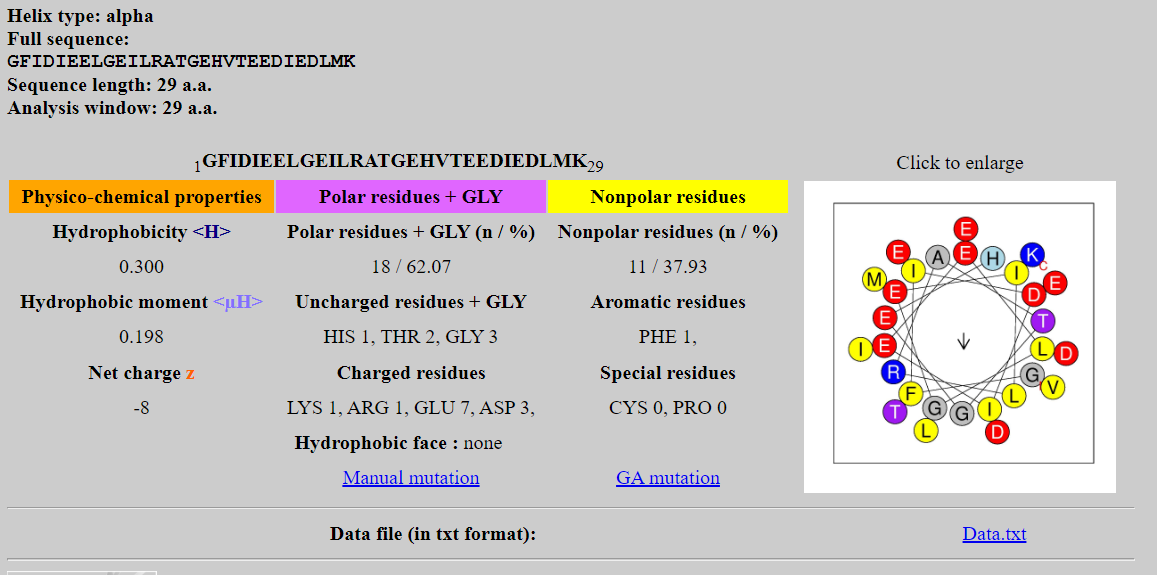 Helix type: alpha
Full sequence:
GFIDIEELGEILRATGEHVTEEDIEDLMK
Sequence length: 29 a.a.
Analysis window: 29 a.a.
1GFIDIEELGEILRATGEHVTEEDIEDLMK29
Click to enlarge
Physico-chemical properties Polar residues + GLY Nonpolar residues
Hydrophobicity <H> Polar residues + GLY (n / %) Nonpolar residues (n / %)
0.300 18 / 62.07 11 / 37.93
Hydrophobic moment <μH> Uncharged residues + GLY Aromatic residues
0.198 HIS 1, THR 2, GLY 3 PHE 1,
Net charge z Charged residues Special residues
-8 LYS 1, ARG 1, GLU 7, ASP 3, CYS 0, PRO 0
Hydrophobic face : none
Manual mutation GA mutation
E
E I A E H I K C
M E D E
E T
I E L D
R G V
F L
T G G I
L D
Data file (in txt format): Data.txt